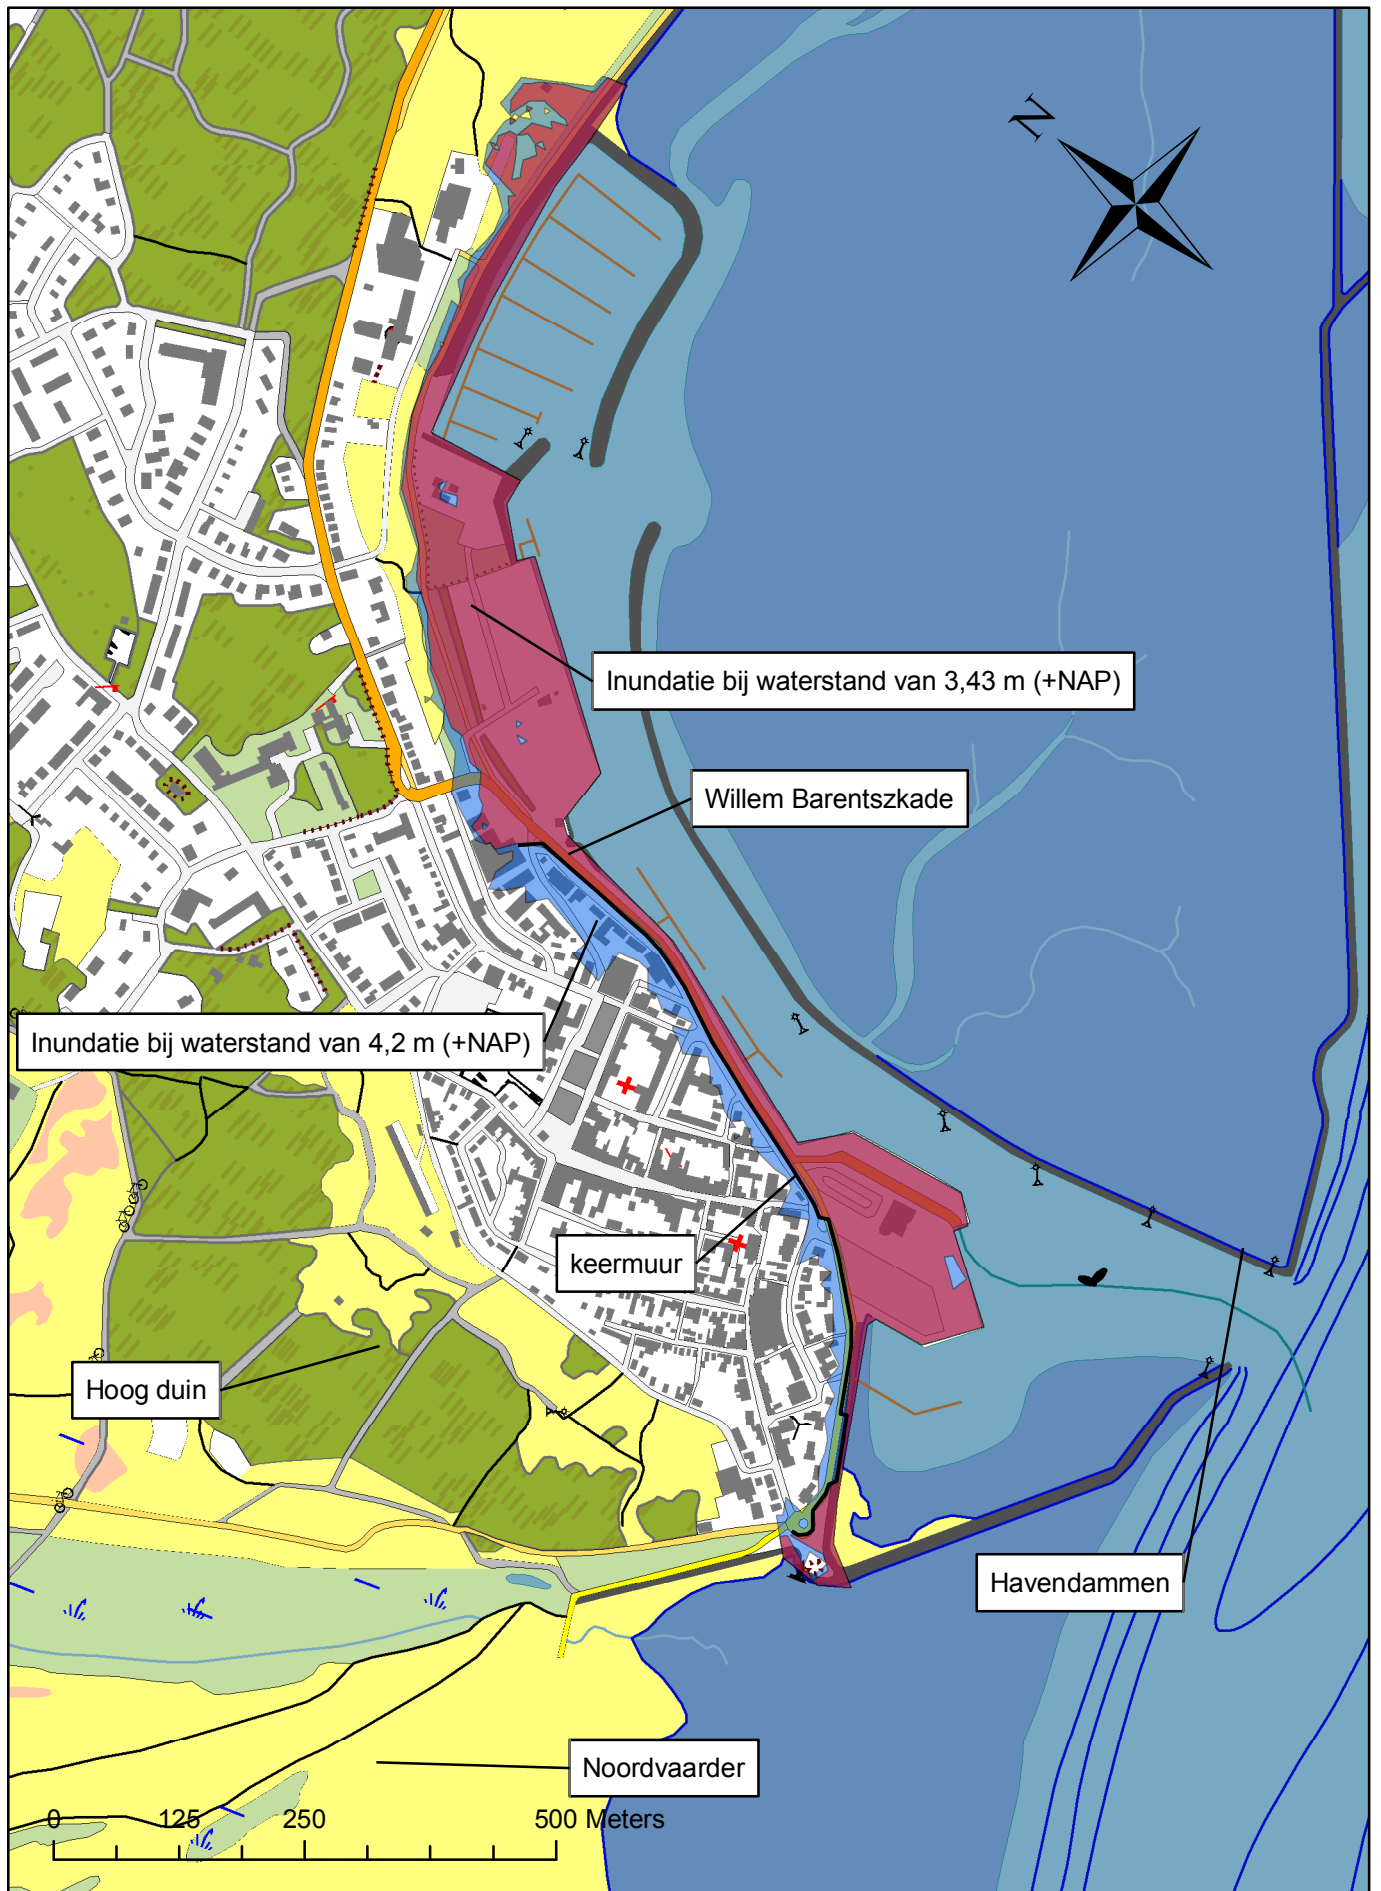 N
Inundatie bij waterstand van 3,43 m (+NAP)
Willem Barentszkade
Inundatie bij waterstand van 4,2 m (+NAP)
keermuur
Hoog duin
Havendammen
Noordvaarder
0 125 250 500 Meters